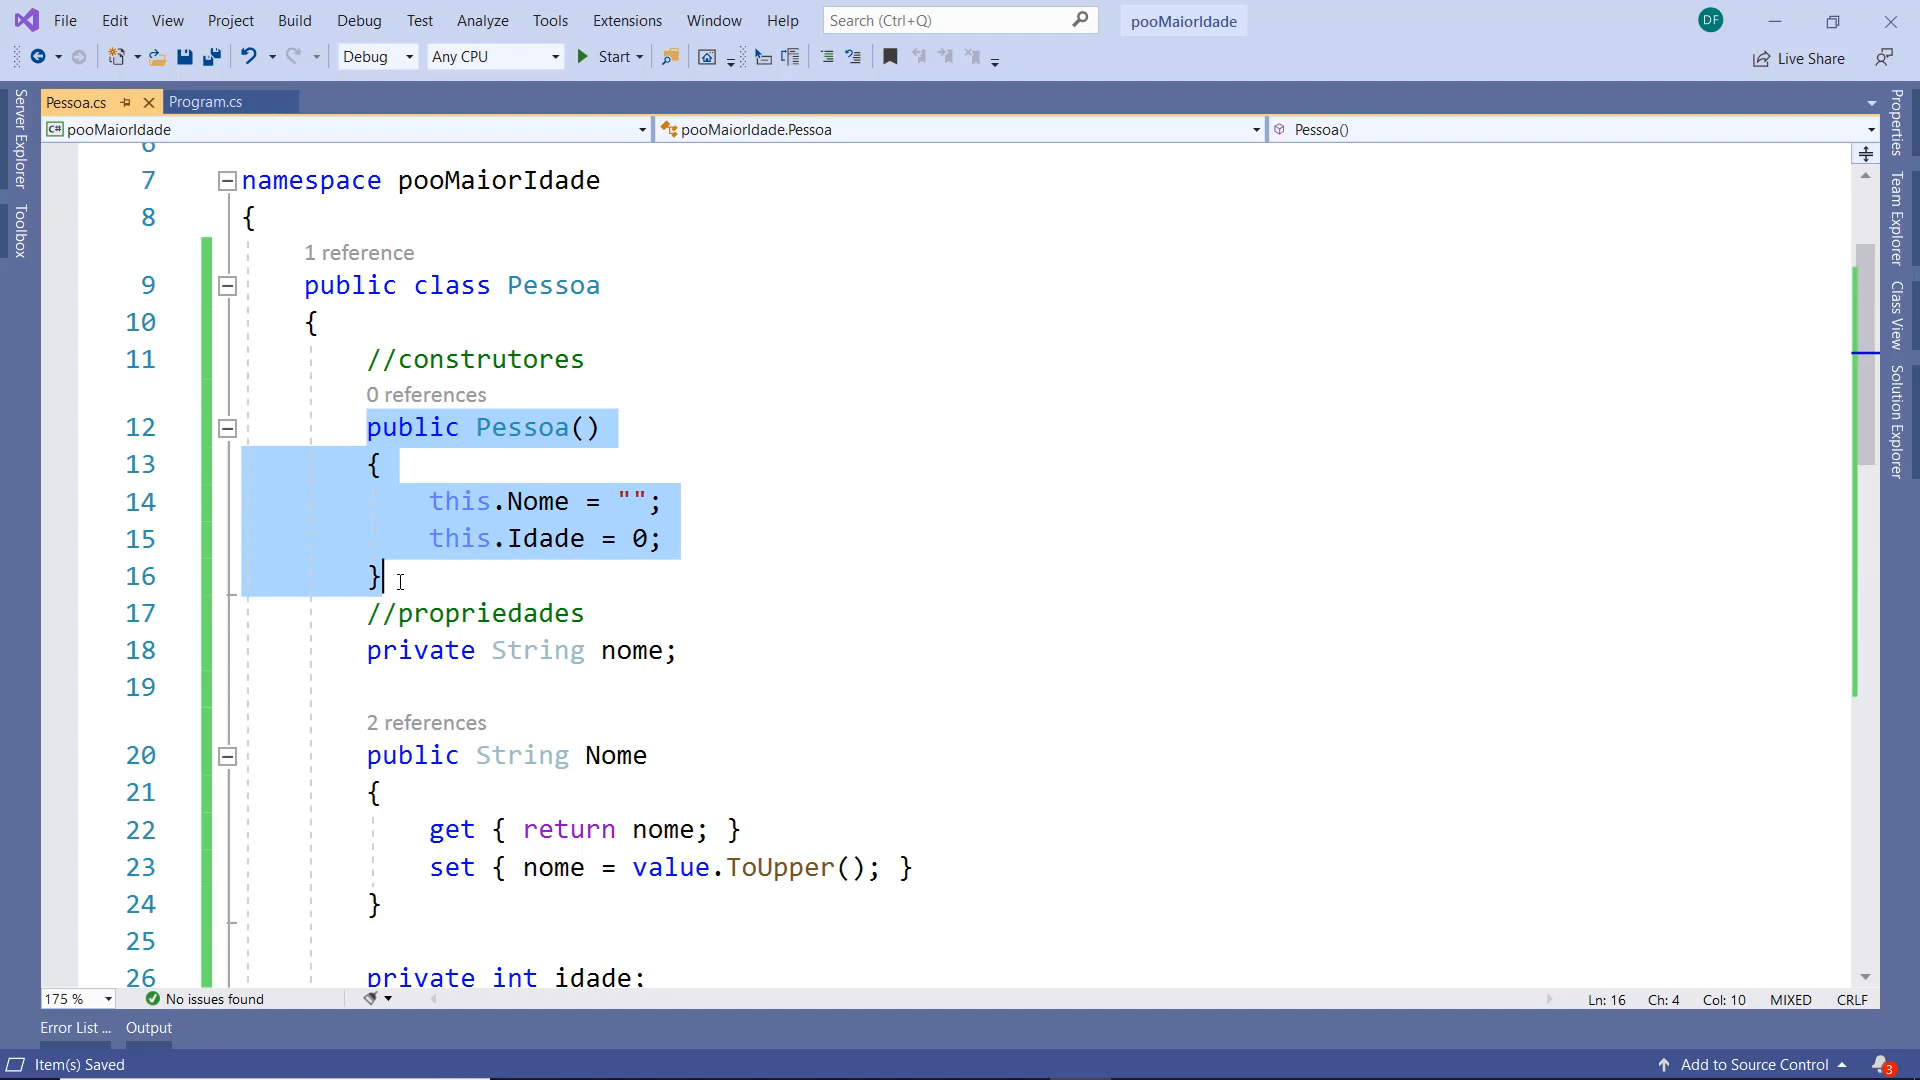 File Edit View Project Build Debug Test Analyze Tools Extensions Window Help Search (Ctrl+Q) pooMaiorIdade DF
Debug Any CPU Start Live Share
Server Explorer
Toolbox
Pessoa.cs Program.cs
C# pooMaiorIdade pooMaiorIdade.Pessoa Pessoa()
6
7 namespace pooMaiorIdade
8 {
1 reference
9 public class Pessoa
10 {
11 //construtores
0 references
12 public Pessoa()
13 {
14 this.Nome = "";
15 this.Idade = 0;
16 }
17 //propriedades
18 private String nome;
19
2 references
20 public String Nome
21 {
22 get { return nome; }
23 set { nome = value.ToUpper(); }
24 }
25
26 private int idade;
Properties
Team Explorer
Class View
Solution Explorer
175 % No issues found Ln: 16 Ch: 4 Col: 10 MIXED CRLF
Error List ... Output
Item(s) Saved Add to Source Control 3